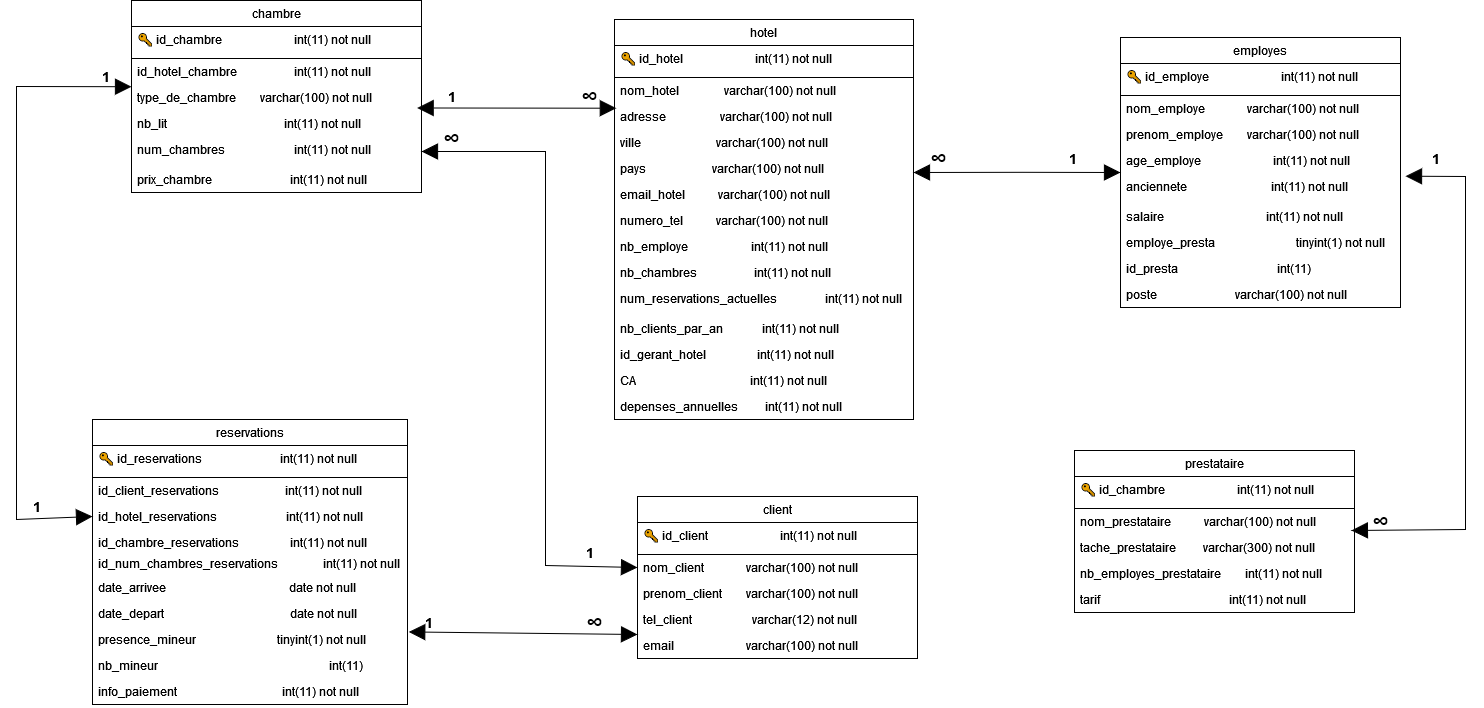 chambre
id_chambre int(11) not null
id_hotel_chambre int(11) not null
type_de_chambre varchar(100) not null
nb_lit int(11) not null
num_chambres int(11) not null
prix_chambre int(11) not null
hotel
id_hotel int(11) not null
nom_hotel varchar(100) not null
adresse varchar(100) not null
ville varchar(100) not null
pays varchar(100) not null
email_hotel varchar(100) not null
numero_tel varchar(100) not null
nb_employe int(11) not null
nb_chambres int(11) not null
num_reservations_actuelles int(11) not null
nb_clients_par_an int(11) not null
id_gerant_hotel int(11) not null
CA int(11) not null
depenses_annuelles int(11) not null
employes
id_employe int(11) not null
nom_employe varchar(100) not null
prenom_employe varchar(100) not null
age_employe int(11) not null
anciennete int(11) not null
salaire int(11) not null
employe_presta tinyint(1) not null
id_presta int(11)
poste varchar(100) not null
1
1 ∞
∞
∞ 1
1
reservations
id_reservations int(11) not null
id_client_reservations int(11) not null
id_hotel_reservations int(11) not null
id_chambre_reservations int(11) not null
id_num_chambres_reservations int(11) not null
date_arrivee date not null
date_depart date not null
presence_mineur tinyint(1) not null
nb_mineur int(11)
info_paiement int(11) not null
client
id_client int(11) not null
nom_client varchar(100) not null
prenom_client varchar(100) not null
tel_client varchar(12) not null
email varchar(100) not null
prestataire
id_chambre int(11) not null
nom_prestataire varchar(100) not null
tache_prestataire varchar(300) not null
nb_employes_prestataire int(11) not null
tarif int(11) not null
1
1
1 ∞
∞